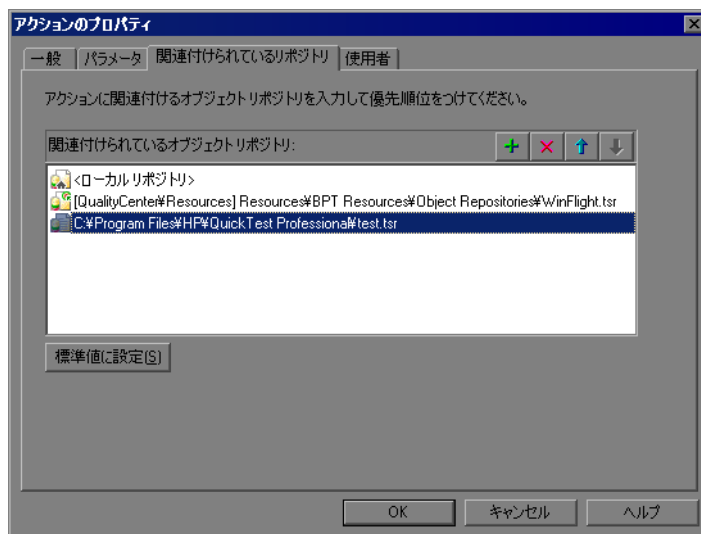 アクションのプロパティ
一般 パラメータ 関連付けられているリポジトリ 使用者
アクションに関連付けるオブジェクト リポジトリを入力して優先順位をつけてください。
関連付けられているオブジェクト リポジトリ:
<ローカル リポジトリ>
[QualityCenter¥Resources] Resources¥BPT Resources¥Object Repositories¥WinFlight.tsr
C:¥Program Files¥HP¥QuickTest Professional¥test.tsr
標準値に設定(S)
OK キャンセル ヘルプ